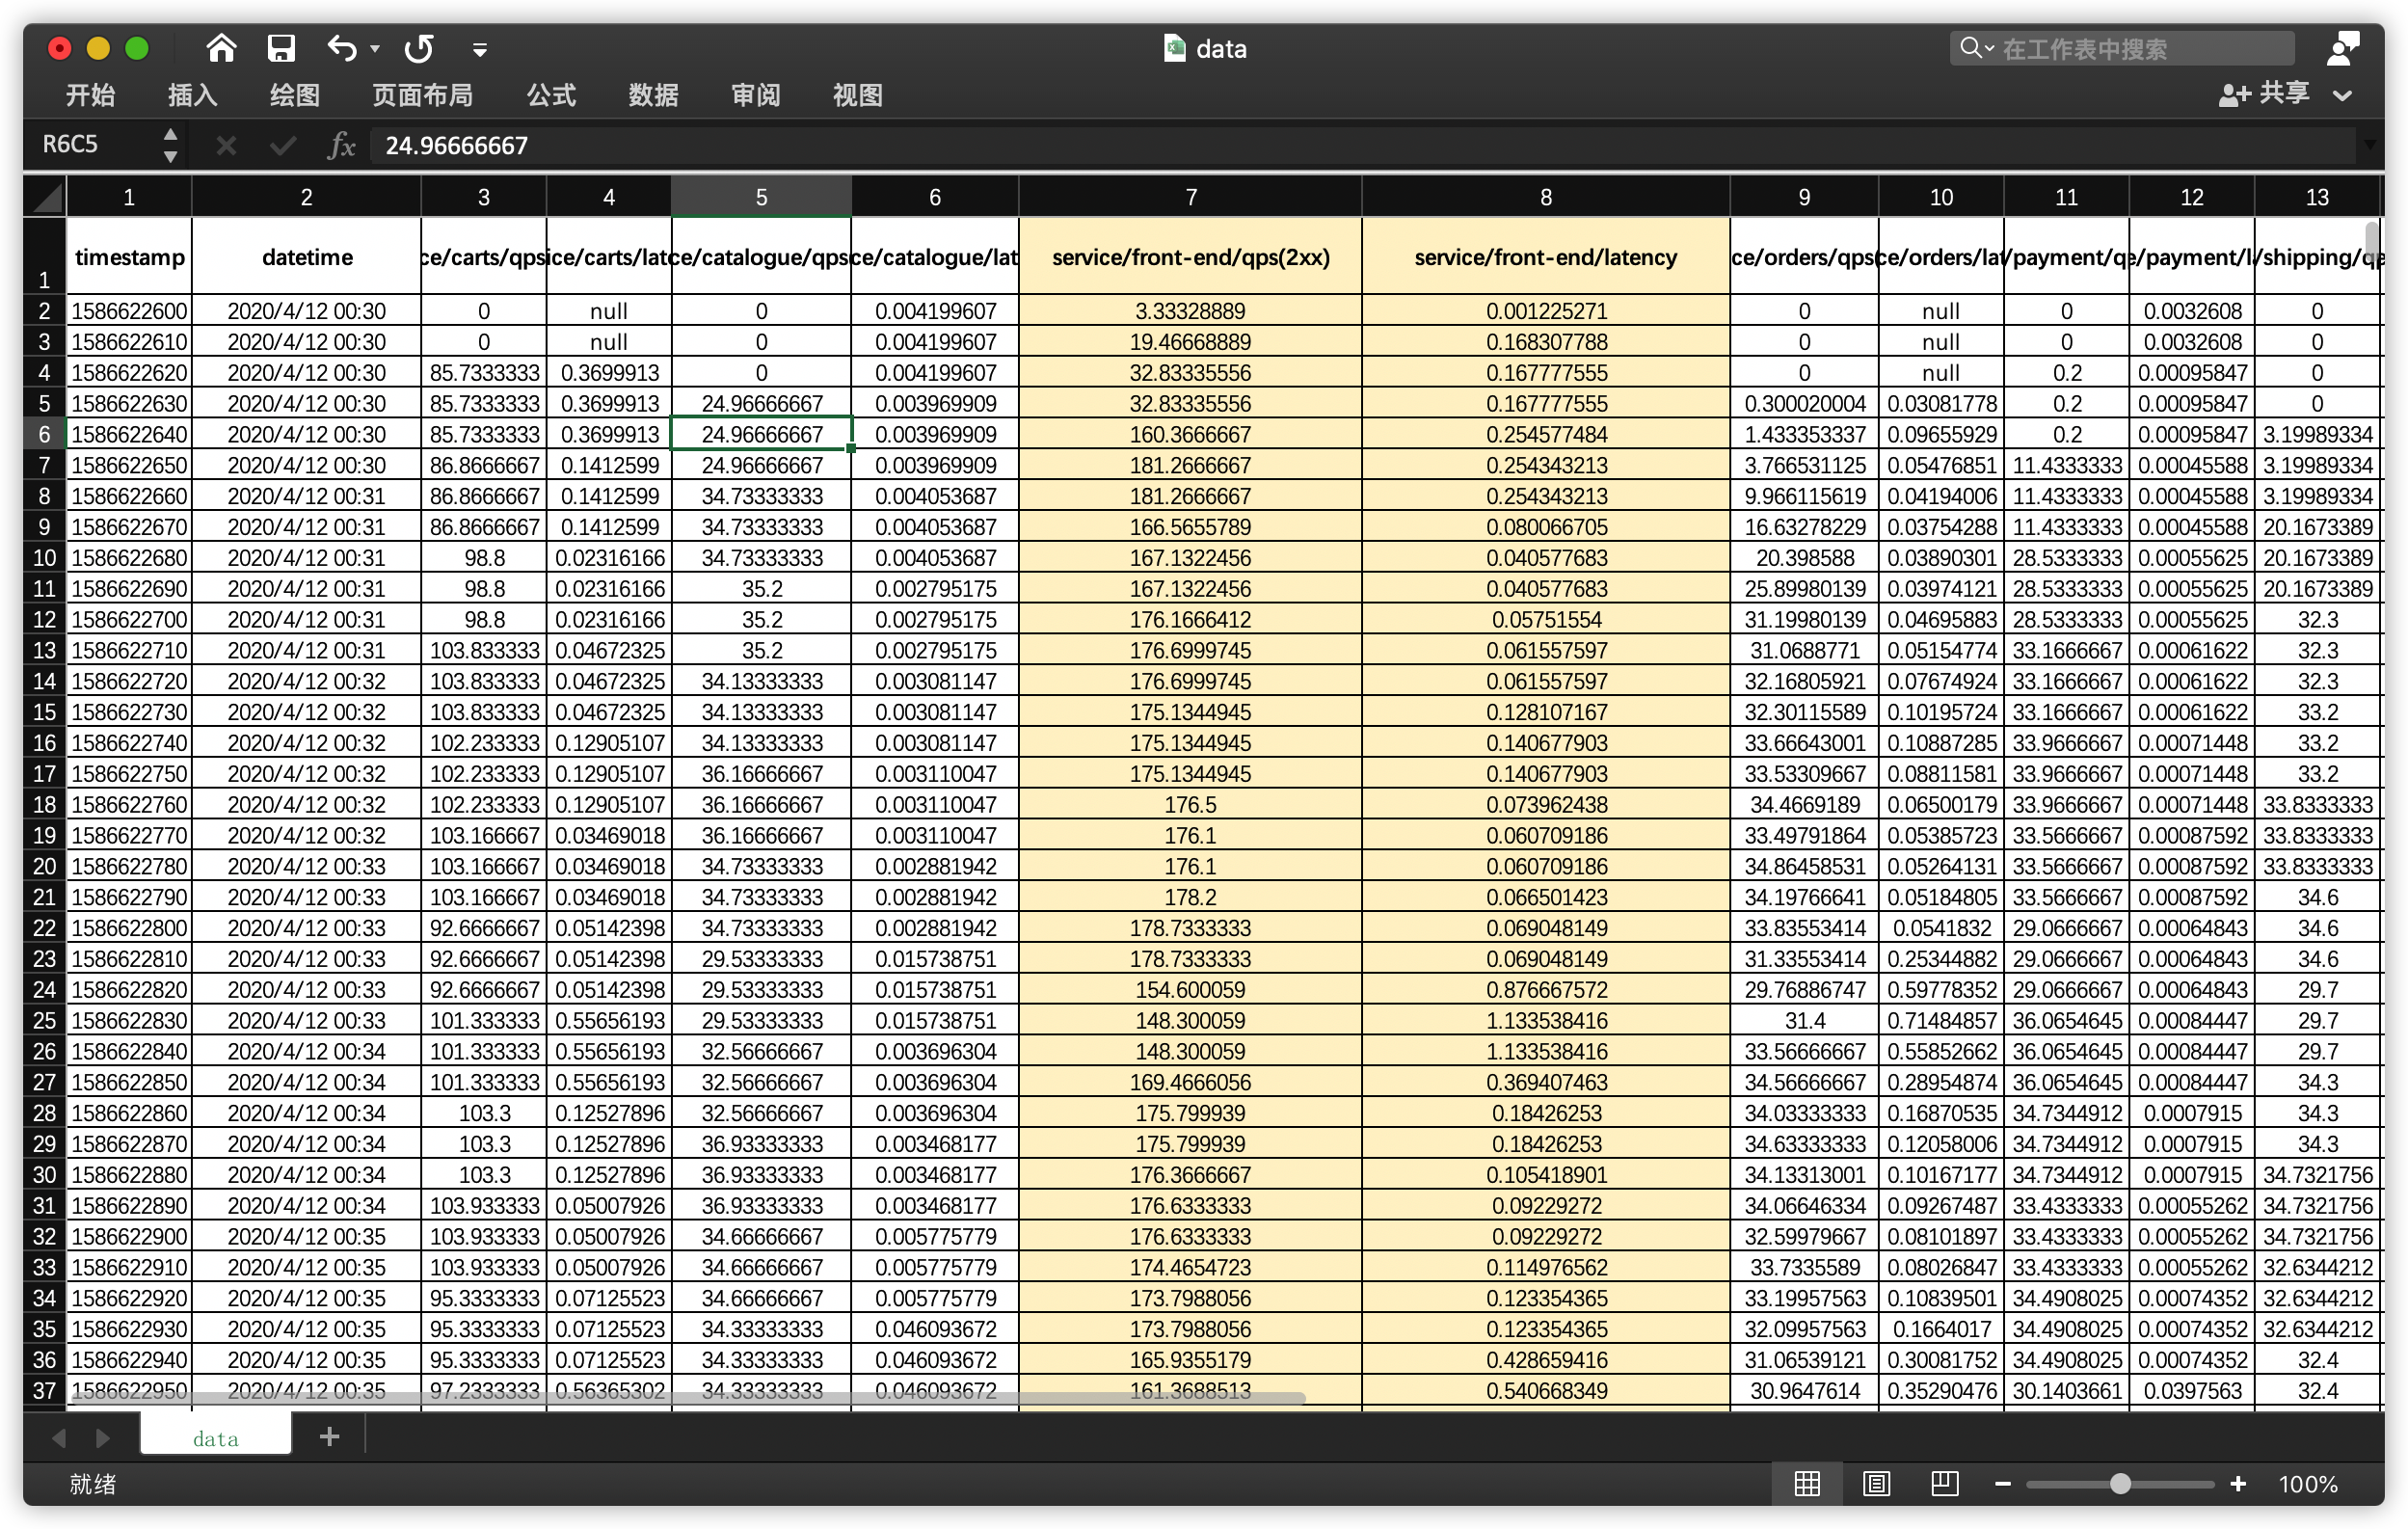 data
在工作表中搜索
开始 插入 绘图 页面布局 公式 数据 审阅 视图 共享
R6C5 fx 24.96666667
1 2 3 4 5 6 7 8 9 10 11 12 13
1 timestamp datetime ce/carts/qps ice/carts/lat ce/catalogue/qps ce/catalogue/lat service/front-end/qps(2xx) service/front-end/latency ce/orders/qps( ce/orders/lat /payment/q e/payment/l /shipping/qp
2 1586622600 2020/4/12 00:30 0 null 0 0.004199607 3.33328889 0.001225271 0 null 0 0.0032608 0
3 1586622610 2020/4/12 00:30 0 null 0 0.004199607 19.46668889 0.168307788 0 null 0 0.0032608 0
4 1586622620 2020/4/12 00:30 85.7333333 0.3699913 0 0.004199607 32.83335556 0.167777555 0 null 0.2 0.00095847 0
5 1586622630 2020/4/12 00:30 85.7333333 0.3699913 24.96666667 0.003969909 32.83335556 0.167777555 0.300020004 0.03081778 0.2 0.00095847 0
6 1586622640 2020/4/12 00:30 85.7333333 0.3699913 24.96666667 0.003969909 160.3666667 0.254577484 1.433353337 0.09655929 0.2 0.00095847 3.19989334
7 1586622650 2020/4/12 00:30 86.8666667 0.1412599 24.96666667 0.003969909 181.2666667 0.254343213 3.766531125 0.05476851 11.4333333 0.00045588 3.19989334
8 1586622660 2020/4/12 00:31 86.8666667 0.1412599 34.73333333 0.004053687 181.2666667 0.254343213 9.966115619 0.04194006 11.4333333 0.00045588 3.19989334
9 1586622670 2020/4/12 00:31 86.8666667 0.1412599 34.73333333 0.004053687 166.5655789 0.080066705 16.63278229 0.03754288 11.4333333 0.00045588 20.1673389
10 1586622680 2020/4/12 00:31 98.8 0.02316166 34.73333333 0.004053687 167.1322456 0.040577683 20.398588 0.03890301 28.5333333 0.00055625 20.1673389
11 1586622690 2020/4/12 00:31 98.8 0.02316166 35.2 0.002795175 167.1322456 0.040577683 25.89980139 0.03974121 28.5333333 0.00055625 20.1673389
12 1586622700 2020/4/12 00:31 98.8 0.02316166 35.2 0.002795175 176.1666412 0.05751554 31.19980139 0.04695883 28.5333333 0.00055625 32.3
13 1586622710 2020/4/12 00:31 103.833333 0.04672325 35.2 0.002795175 176.6999745 0.061557597 31.0688771 0.05154774 33.1666667 0.00061622 32.3
14 1586622720 2020/4/12 00:32 103.833333 0.04672325 34.13333333 0.003081147 176.6999745 0.061557597 32.16805921 0.07674924 33.1666667 0.00061622 32.3
15 1586622730 2020/4/12 00:32 103.833333 0.04672325 34.13333333 0.003081147 175.1344945 0.128107167 32.30115589 0.10195724 33.1666667 0.00061622 33.2
16 1586622740 2020/4/12 00:32 102.233333 0.12905107 34.13333333 0.003081147 175.1344945 0.140677903 33.66643001 0.10887285 33.9666667 0.00071448 33.2
17 1586622750 2020/4/12 00:32 102.233333 0.12905107 36.16666667 0.003110047 175.1344945 0.140677903 33.53309667 0.08811581 33.9666667 0.00071448 33.2
18 1586622760 2020/4/12 00:32 102.233333 0.12905107 36.16666667 0.003110047 176.5 0.073962438 34.4669189 0.06500179 33.9666667 0.00071448 33.8333333
19 1586622770 2020/4/12 00:32 103.166667 0.03469018 36.16666667 0.003110047 176.1 0.060709186 33.49791864 0.05385723 33.5666667 0.00087592 33.8333333
20 1586622780 2020/4/12 00:33 103.166667 0.03469018 34.73333333 0.002881942 176.1 0.060709186 34.86458531 0.05264131 33.5666667 0.00087592 33.8333333
21 1586622790 2020/4/12 00:33 103.166667 0.03469018 34.73333333 0.002881942 178.2 0.066501423 34.19766641 0.05184805 33.5666667 0.00087592 34.6
22 1586622800 2020/4/12 00:33 92.6666667 0.05142398 34.73333333 0.002881942 178.7333333 0.069048149 33.83553414 0.0541832 29.0666667 0.00064843 34.6
23 1586622810 2020/4/12 00:33 92.6666667 0.05142398 29.53333333 0.015738751 178.7333333 0.069048149 31.33553414 0.25344882 29.0666667 0.00064843 34.6
24 1586622820 2020/4/12 00:33 92.6666667 0.05142398 29.53333333 0.015738751 154.600059 0.876667572 29.76886747 0.59778352 29.0666667 0.00064843 29.7
25 1586622830 2020/4/12 00:33 101.333333 0.55656193 29.53333333 0.015738751 148.300059 1.133538416 31.4 0.71484857 36.0654645 0.00084447 29.7
26 1586622840 2020/4/12 00:34 101.333333 0.55656193 32.56666667 0.003696304 148.300059 1.133538416 33.56666667 0.55852662 36.0654645 0.00084447 29.7
27 1586622850 2020/4/12 00:34 101.333333 0.55656193 32.56666667 0.003696304 169.4666056 0.369407463 34.56666667 0.28954874 36.0654645 0.00084447 34.3
28 1586622860 2020/4/12 00:34 103.3 0.12527896 32.56666667 0.003696304 175.799939 0.18426253 34.03333333 0.16870535 34.7344912 0.0007915 34.3
29 1586622870 2020/4/12 00:34 103.3 0.12527896 36.93333333 0.003468177 175.799939 0.18426253 34.63333333 0.12058006 34.7344912 0.0007915 34.3
30 1586622880 2020/4/12 00:34 103.3 0.12527896 36.93333333 0.003468177 176.3666667 0.105418901 34.13313001 0.10167177 34.7344912 0.0007915 34.7321756
31 1586622890 2020/4/12 00:34 103.933333 0.05007926 36.93333333 0.003468177 176.6333333 0.09229272 34.06646334 0.09267487 33.4333333 0.00055262 34.7321756
32 1586622900 2020/4/12 00:35 103.933333 0.05007926 34.66666667 0.005775779 176.6333333 0.09229272 32.59979667 0.08101897 33.4333333 0.00055262 34.7321756
33 1586622910 2020/4/12 00:35 103.933333 0.05007926 34.66666667 0.005775779 174.4654723 0.114976562 33.7335589 0.08026847 33.4333333 0.00055262 32.6344212
34 1586622920 2020/4/12 00:35 95.3333333 0.07125523 34.66666667 0.005775779 173.7988056 0.123354365 33.19957563 0.10839501 34.4908025 0.00074352 32.6344212
35 1586622930 2020/4/12 00:35 95.3333333 0.07125523 34.33333333 0.046093672 173.7988056 0.123354365 32.09957563 0.1664017 34.4908025 0.00074352 32.6344212
36 1586622940 2020/4/12 00:35 95.3333333 0.07125523 34.33333333 0.046093672 165.9355179 0.428659416 31.06539121 0.30081752 34.4908025 0.00074352 32.4
37 1586622950 2020/4/12 00:35 97.2333333 0.56365302 34.33333333 0.046093672 161.3688513 0.540668349 30.9647614 0.35290476 30.1403661 0.0397563 32.4
data
就绪 100%